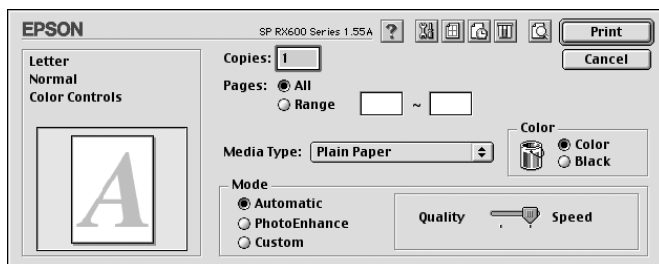 EPSON
SP RX600 Series 1.55A
?
Print
Cancel
Letter
Normal
Color Controls
A
Copies: 1
Pages: All
Range
~
Media Type: Plain Paper
Color
Color
Black
Mode
Automatic
PhotoEnhance
Custom
Quality
Speed